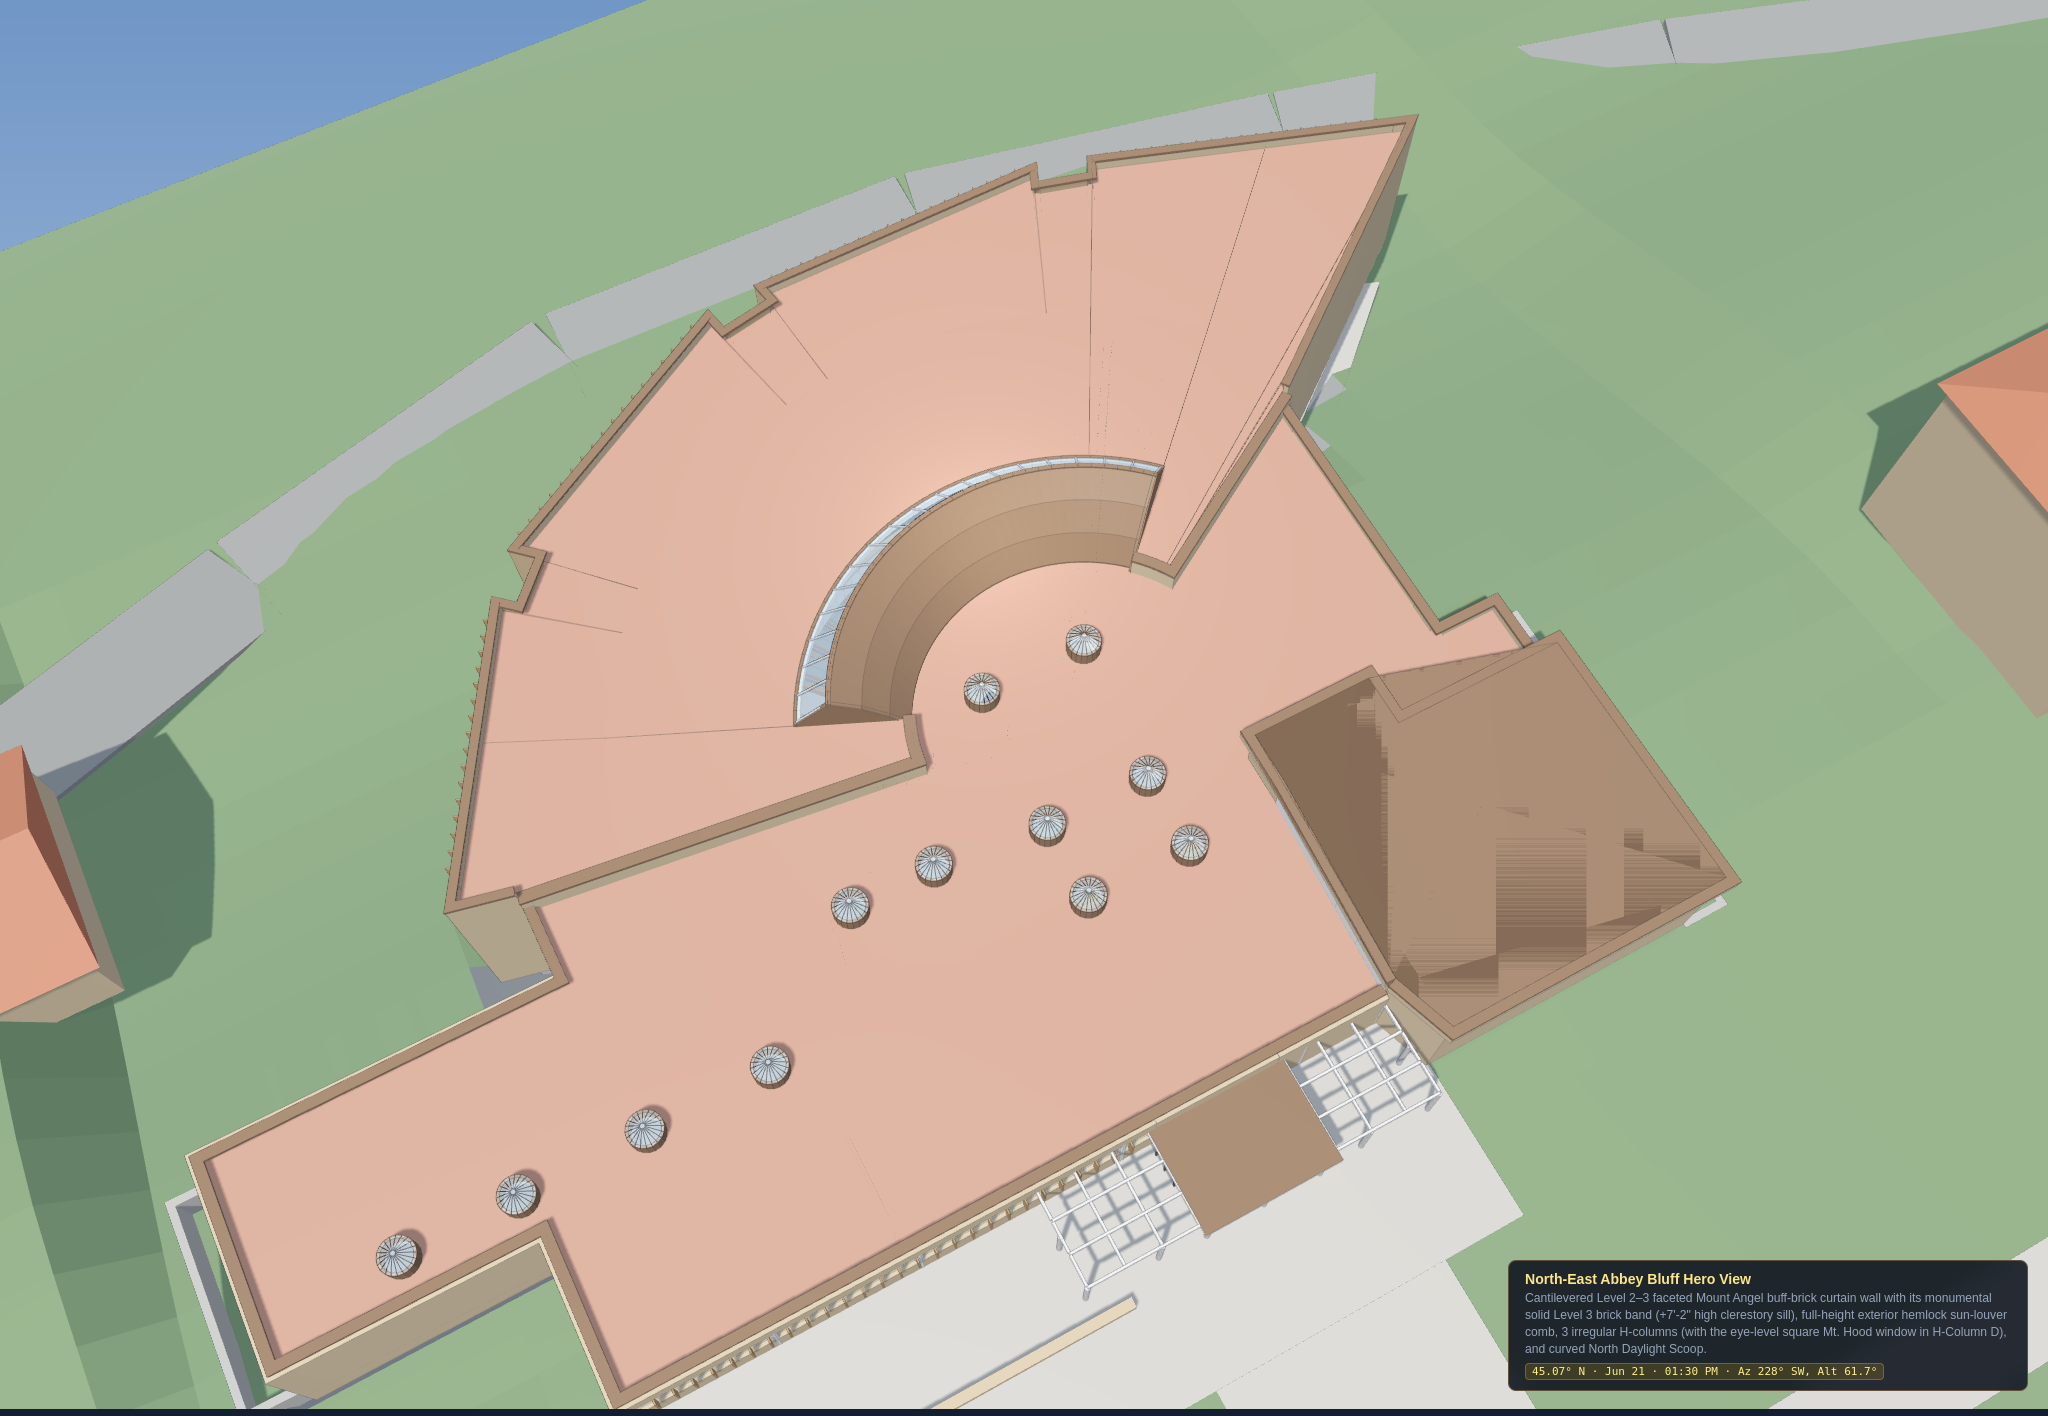 North-East Abbey Bluff Hero View
Cantilevered Level 2–3 faceted Mount Angel buff-brick curtain wall with its monumental
solid Level 3 brick band (+7'-2" high clerestory sill), full-height exterior hemlock sun-louver
comb, 3 irregular H-columns (with the eye-level square Mt. Hood window in H-Column D),
and curved North Daylight Scoop.
45.07° N · Jun 21 · 01:30 PM · Az 228° SW, Alt 61.7°